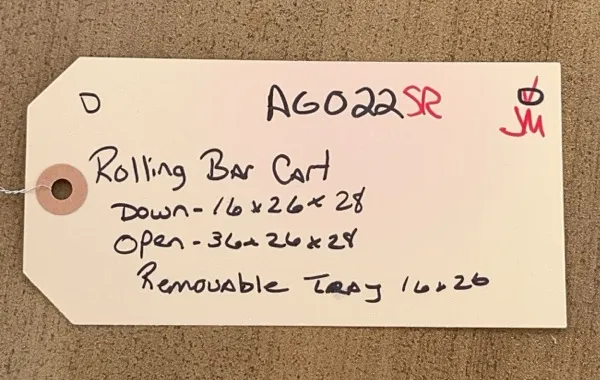 D AG022SR D
JM
Rolling Bar Cart
Down - 16 x 26 x 28
Open - 36 x 26 x 28
Removable Tray 16 x 26